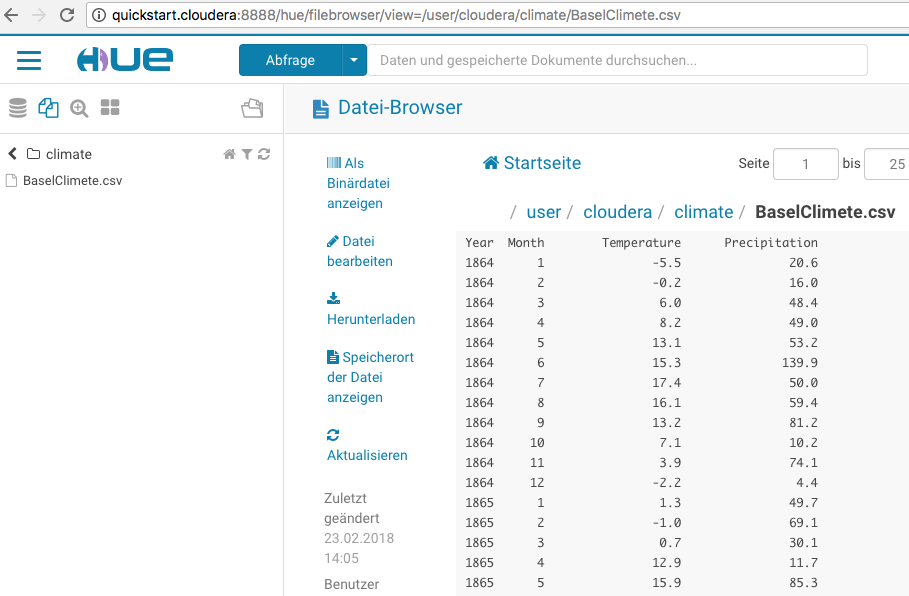 quickstart.cloudera:8888/hue/filebrowser/view=/user/cloudera/climate/BaselClimete.csv
HUE
Abfrage
Daten und gespeicherte Dokumente durchsuchen...
Datei-Browser
climate
BaselClimete.csv
Als
Binärdatei
anzeigen
Datei
bearbeiten
Herunterladen
Speicherort
der Datei
anzeigen
Aktualisieren
Zuletzt
geändert
23.02.2018
14:05
Benutzer
Startseite
Seite 1 bis 25
/ user / cloudera / climate / BaselClimete.csv
Year Month Temperature Precipitation
1864 1 -5.5 20.6
1864 2 -0.2 16.0
1864 3 6.0 48.4
1864 4 8.2 49.0
1864 5 13.1 53.2
1864 6 15.3 139.9
1864 7 17.4 50.0
1864 8 16.1 59.4
1864 9 13.2 81.2
1864 10 7.1 10.2
1864 11 3.9 74.1
1864 12 -2.2 4.4
1865 1 1.3 49.7
1865 2 -1.0 69.1
1865 3 0.7 30.1
1865 4 12.9 11.7
1865 5 15.9 85.3